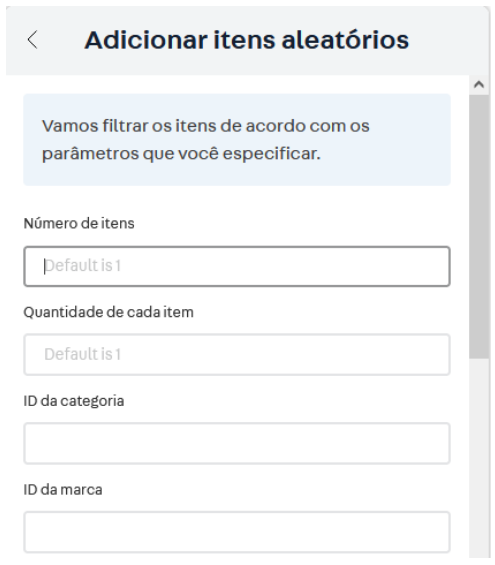 Adicionar itens aleatórios
Vamos filtrar os itens de acordo com os
parâmetros que você especificar.
Número de itens
Default is 1
Quantidade de cada item
Default is 1
ID da categoria
ID da marca